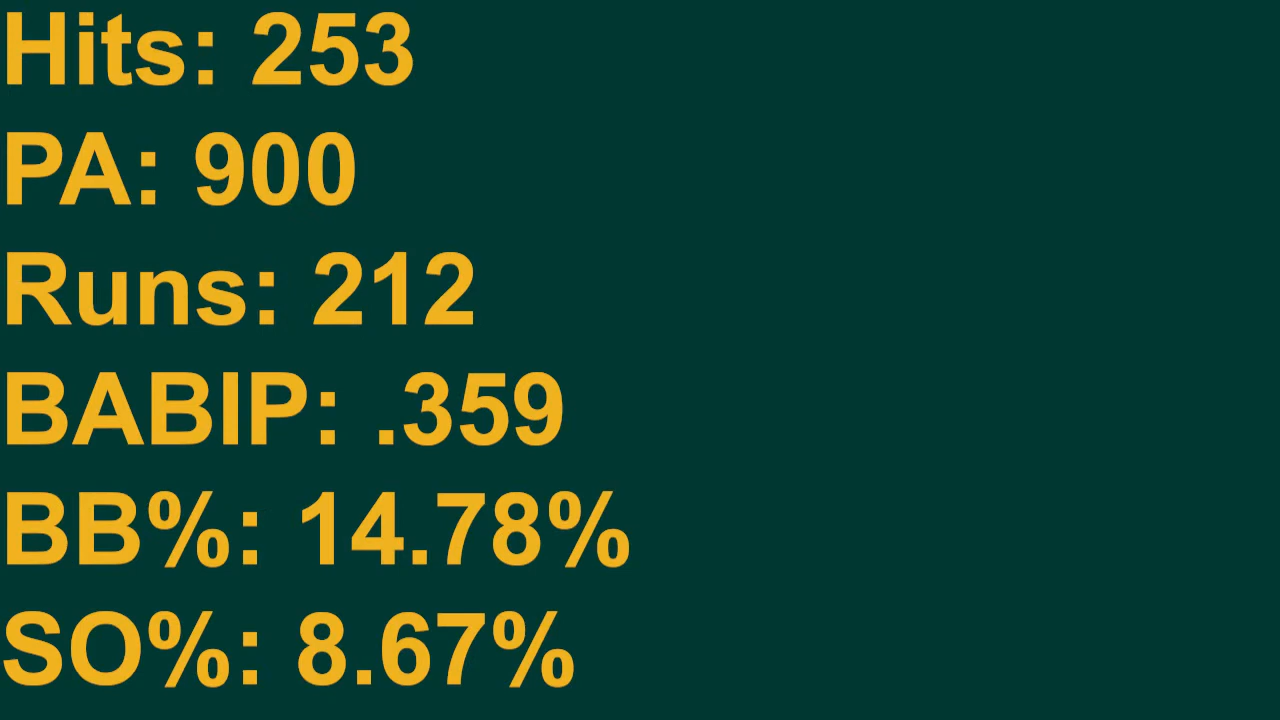 Hits: 253
PA: 900
Runs: 212
BABIP: .359
BB%: 14.78%
SO%: 8.67%